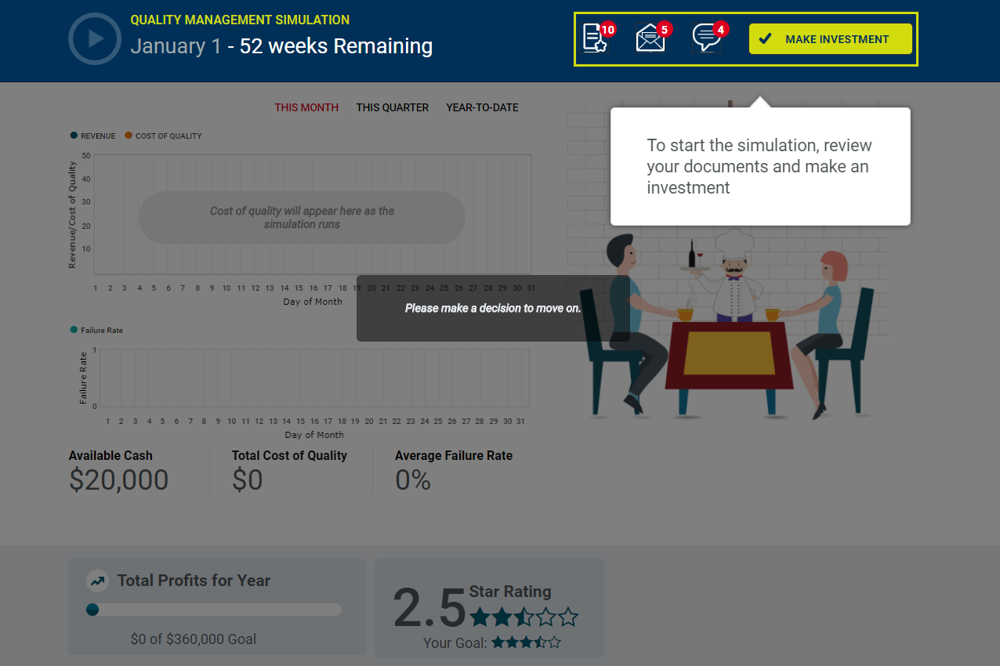 QUALITY MANAGEMENT SIMULATION
January 1 - 52 weeks Remaining
10
5
4
MAKE INVESTMENT
To start the simulation, review
your documents and make an
investment
THIS MONTH THIS QUARTER YEAR-TO-DATE
REVENUE COST OF QUALITY
Revenue/Cost of Quality
50
40
30
20
10
Cost of quality will appear here as the
simulation runs
1 2 3 4 5 6 7 8 9 10 11 12 13 14 15 16 17 18 19 20 21 22 23 24 25 26 27 28 29 30 31
Day of Month
Please make a decision to move on.
Failure Rate
Failure Rate
1
0
1 2 3 4 5 6 7 8 9 10 11 12 13 14 15 16 17 18 19 20 21 22 23 24 25 26 27 28 29 30 31
Day of Month
Available Cash Total Cost of Quality Average Failure Rate
$20,000 $0 0%
Total Profits for Year
$0 of $360,000 Goal
2.5 Star Rating
Your Goal: